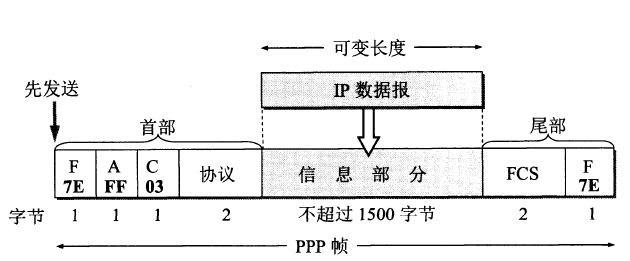 可变长度
先发送
IP 数据报
首部
尾部
F A C 协议 信息部分 FCS F
7E FF 03 7E
字节 1 1 1 2 不超过 1500 字节 2 1
PPP 帧